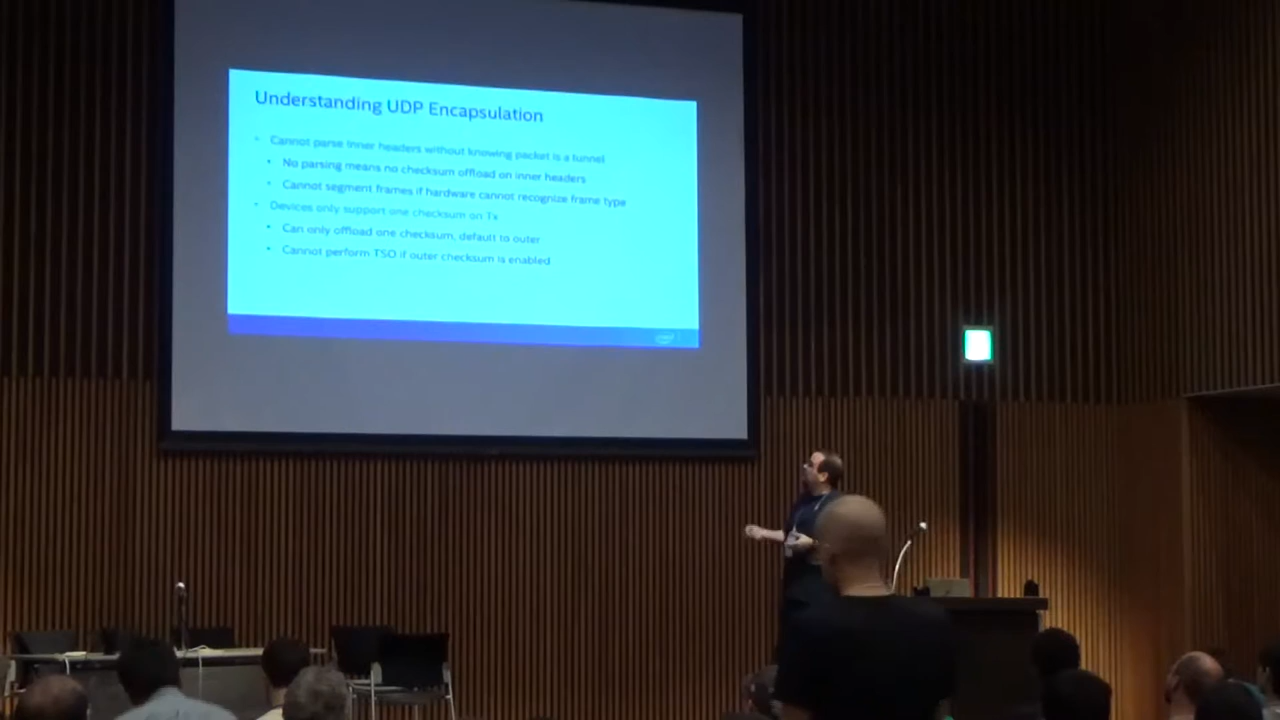 Understanding UDP Encapsulation
Cannot parse inner headers without knowing packet is a tunnel
No parsing means no checksum offload on inner headers
Cannot segment frames if hardware cannot recognize frame type
Devices only support one checksum on Tx
Can only offload one checksum, default to outer
Cannot perform TSO if outer checksum is enabled
intel